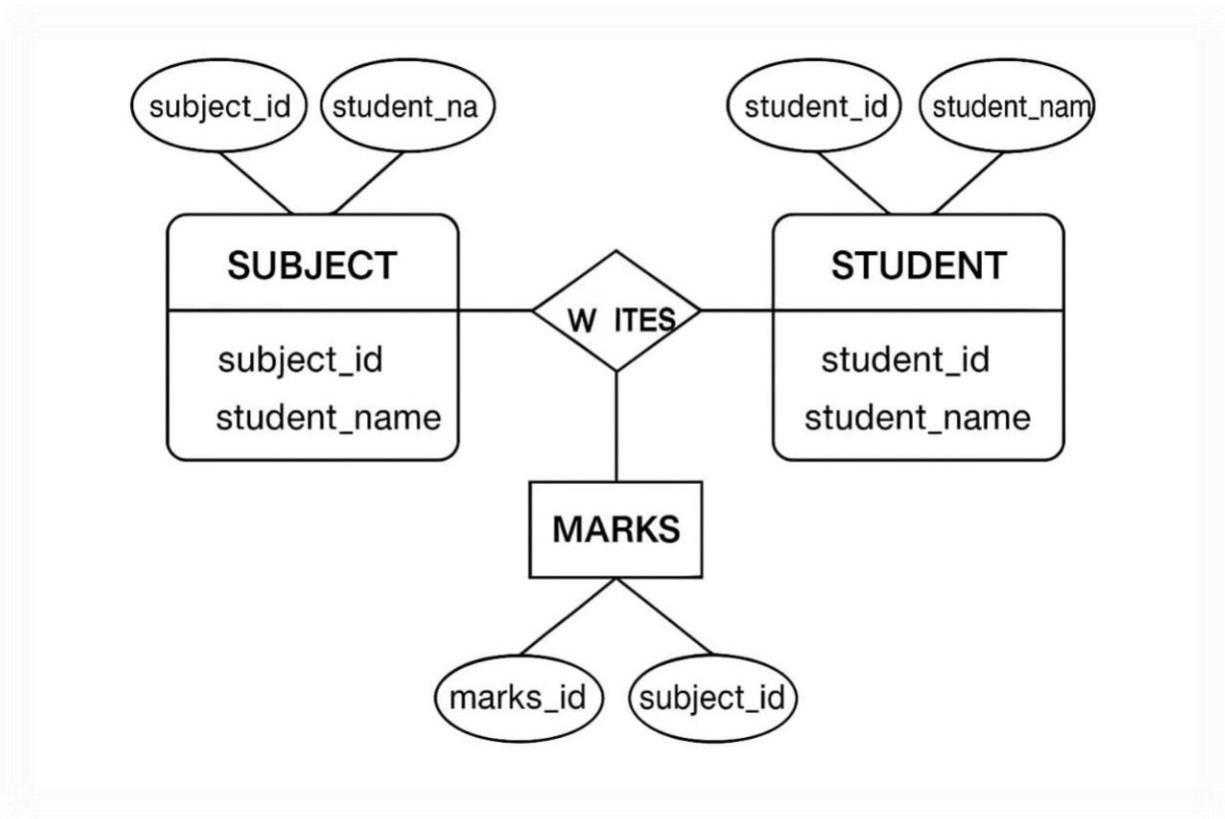 subject_id student_na student_id student_nam
SUBJECT
W ITES
STUDENT
subject_id
student_name
student_id
student_name
MARKS
marks_id subject_id